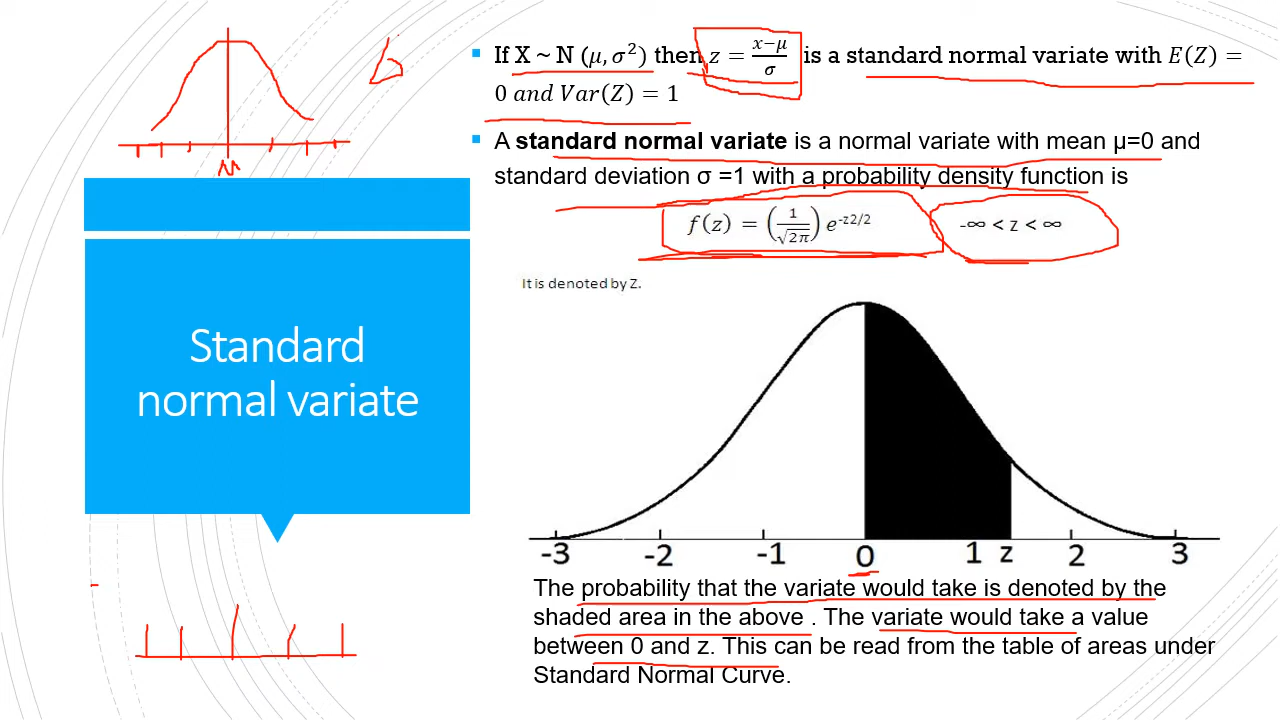 If X ~ N (μ, σ²) then z = (x−μ)/σ is a standard normal variate with E(Z) =
0 and Var(Z) = 1
A standard normal variate is a normal variate with mean μ=0 and
standard deviation σ =1 with a probability density function is
f(z) = (1/√2π) e^-z2/2 -∞ < z < ∞
It is denoted by Z.
Standard
normal variate
-3 -2 -1 0 1 z 2 3
The probability that the variate would take is denoted by the
shaded area in the above . The variate would take a value
between 0 and z. This can be read from the table of areas under
Standard Normal Curve.